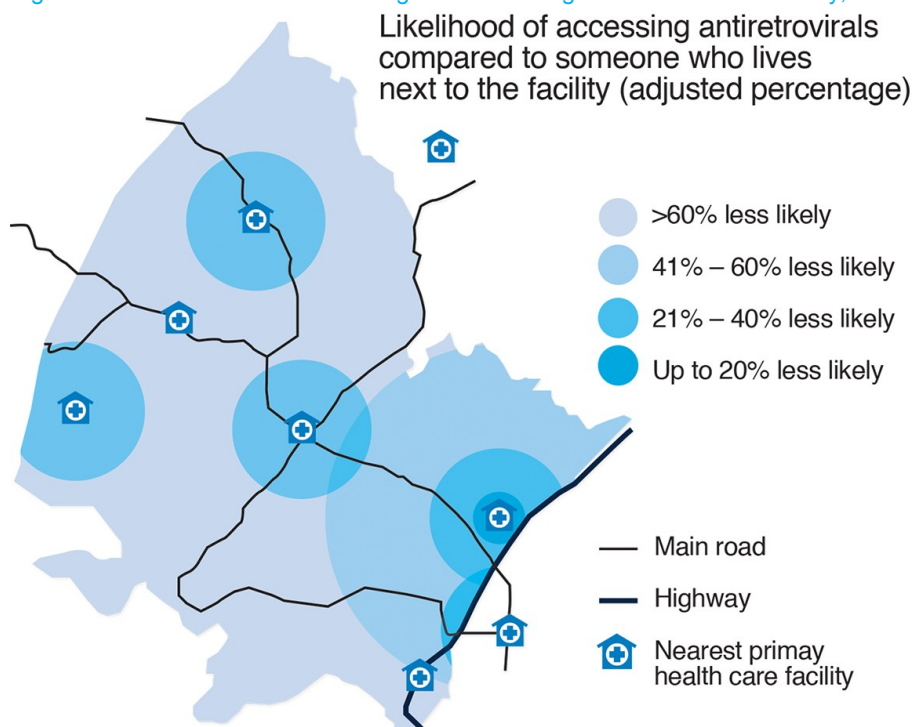 Likelihood of accessing antiretrovirals
compared to someone who lives
next to the facility (adjusted percentage)
>60% less likely
41% – 60% less likely
21% – 40% less likely
Up to 20% less likely
Main road
Highway
Nearest primay
health care facility